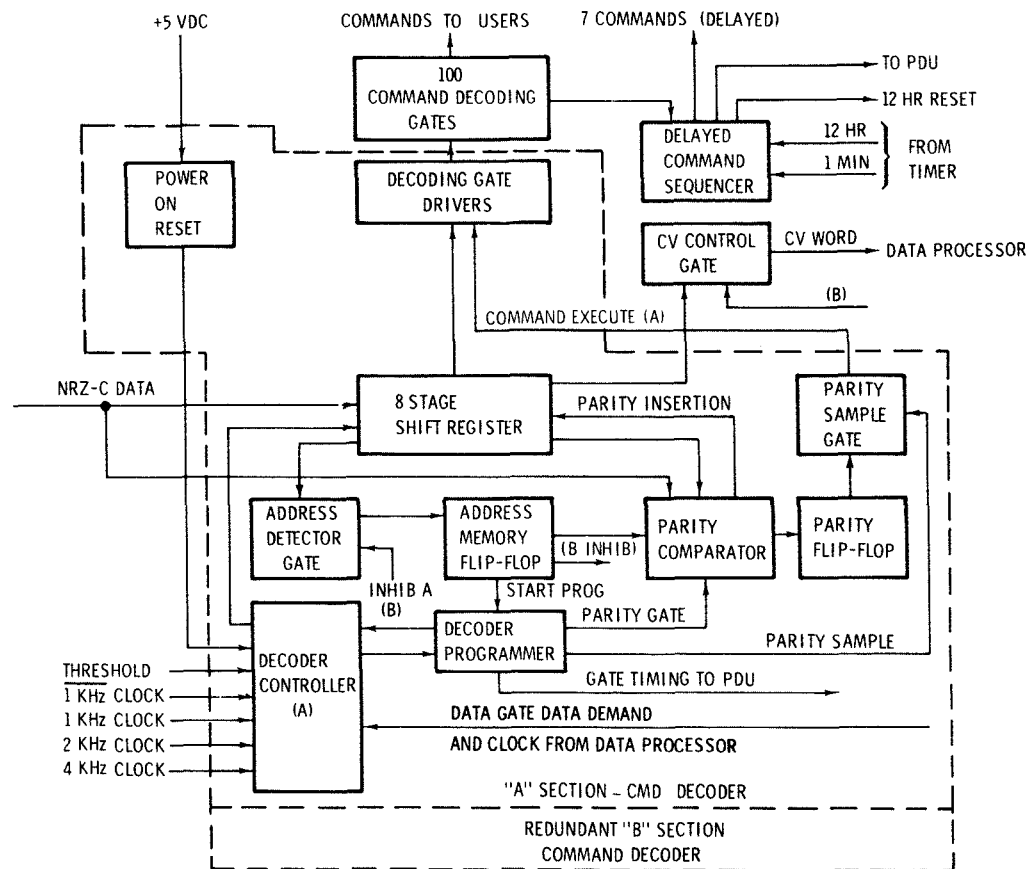 COMMANDS TO USERS
7 COMMANDS (DELAYED)
+5 VDC
TO PDU
12 HR RESET
100
COMMAND DECODING
GATES
DELAYED
COMMAND
SEQUENCER
12 HR
1 MIN
FROM
TIMER
POWER
ON
RESET
DECODING GATE
DRIVERS
CV CONTROL
GATE
CV WORD
DATA PROCESSOR
(B)
COMMAND EXECUTE (A)
NRZ-C DATA
8 STAGE
SHIFT REGISTER
PARITY INSERTION
PARITY
SAMPLE
GATE
ADDRESS
DETECTOR
GATE
ADDRESS
MEMORY
FLIP-FLOP
(B INHIB)
PARITY
COMPARATOR
PARITY
FLIP-FLOP
INHIB A
(B)
START PROG
PARITY GATE
DECODER
PROGRAMMER
PARITY SAMPLE
DECODER
CONTROLLER
(A)
THRESHOLD
1 KHz CLOCK
1 KHz CLOCK
2 KHz CLOCK
4 KHz CLOCK
GATE TIMING TO PDU
DATA GATE DATA DEMAND
AND CLOCK FROM DATA PROCESSOR
"A" SECTION - CMD DECODER
REDUNDANT "B" SECTION
COMMAND DECODER